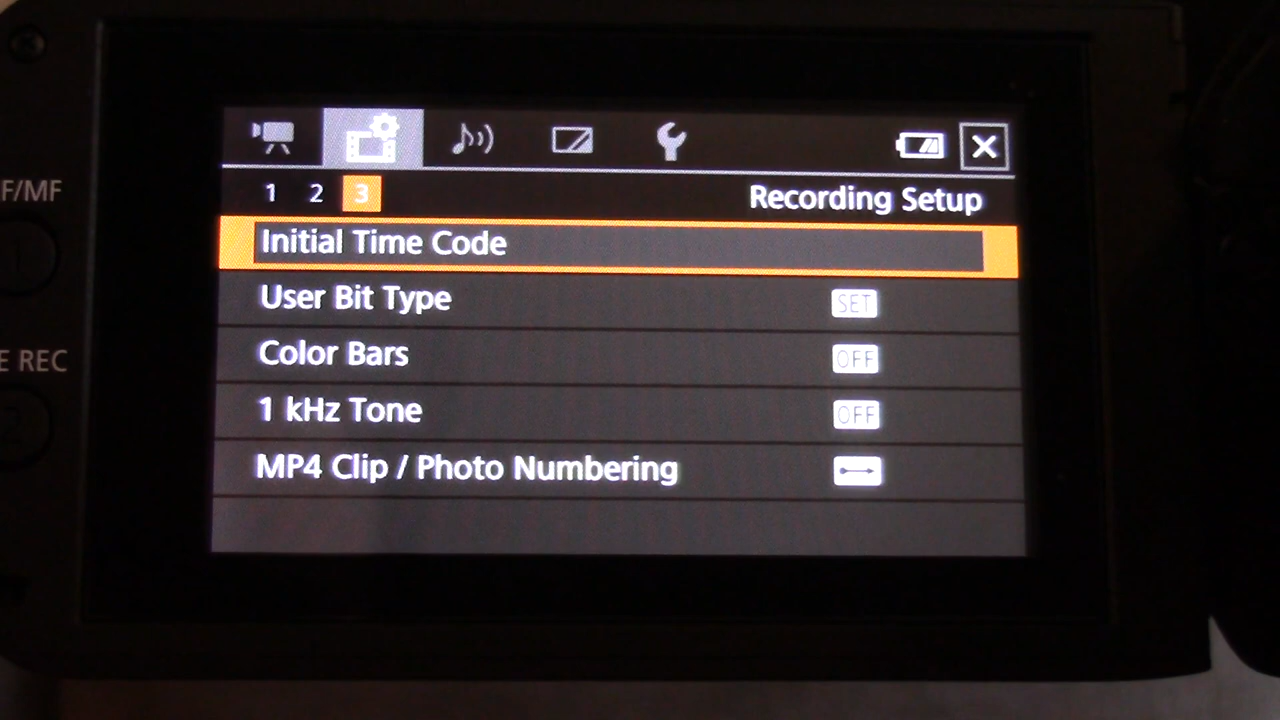 F/MF
1 2 3 Recording Setup
Initial Time Code
User Bit Type SET
E REC
Color Bars OFF
1 kHz Tone OFF
2
MP4 Clip / Photo Numbering